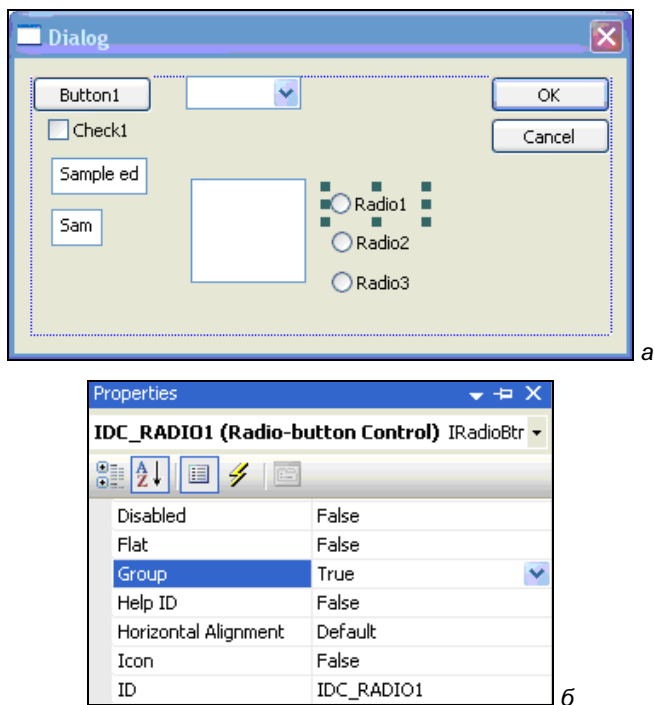 Dialog
Button1
OK
Check1
Cancel
Sample ed
Radio1
Sam
Radio2
Radio3
а
Properties
IDC_RADIO1 (Radio-button Control) IRadioBtr
Disabled False
Flat False
Group True
Help ID False
Horizontal Alignment Default
Icon False
ID IDC_RADIO1
б